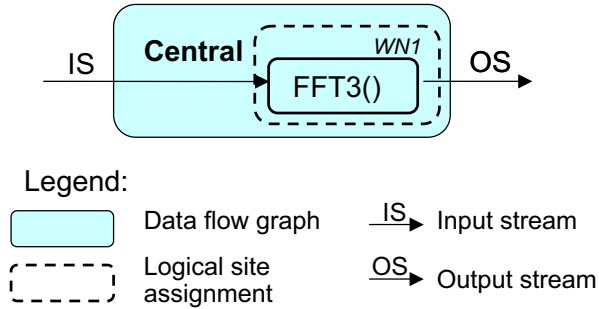 IS
Central
WN1
FFT3()
OS
Legend:
Data flow graph
IS
Input stream
Logical site
assignment
OS
Output stream